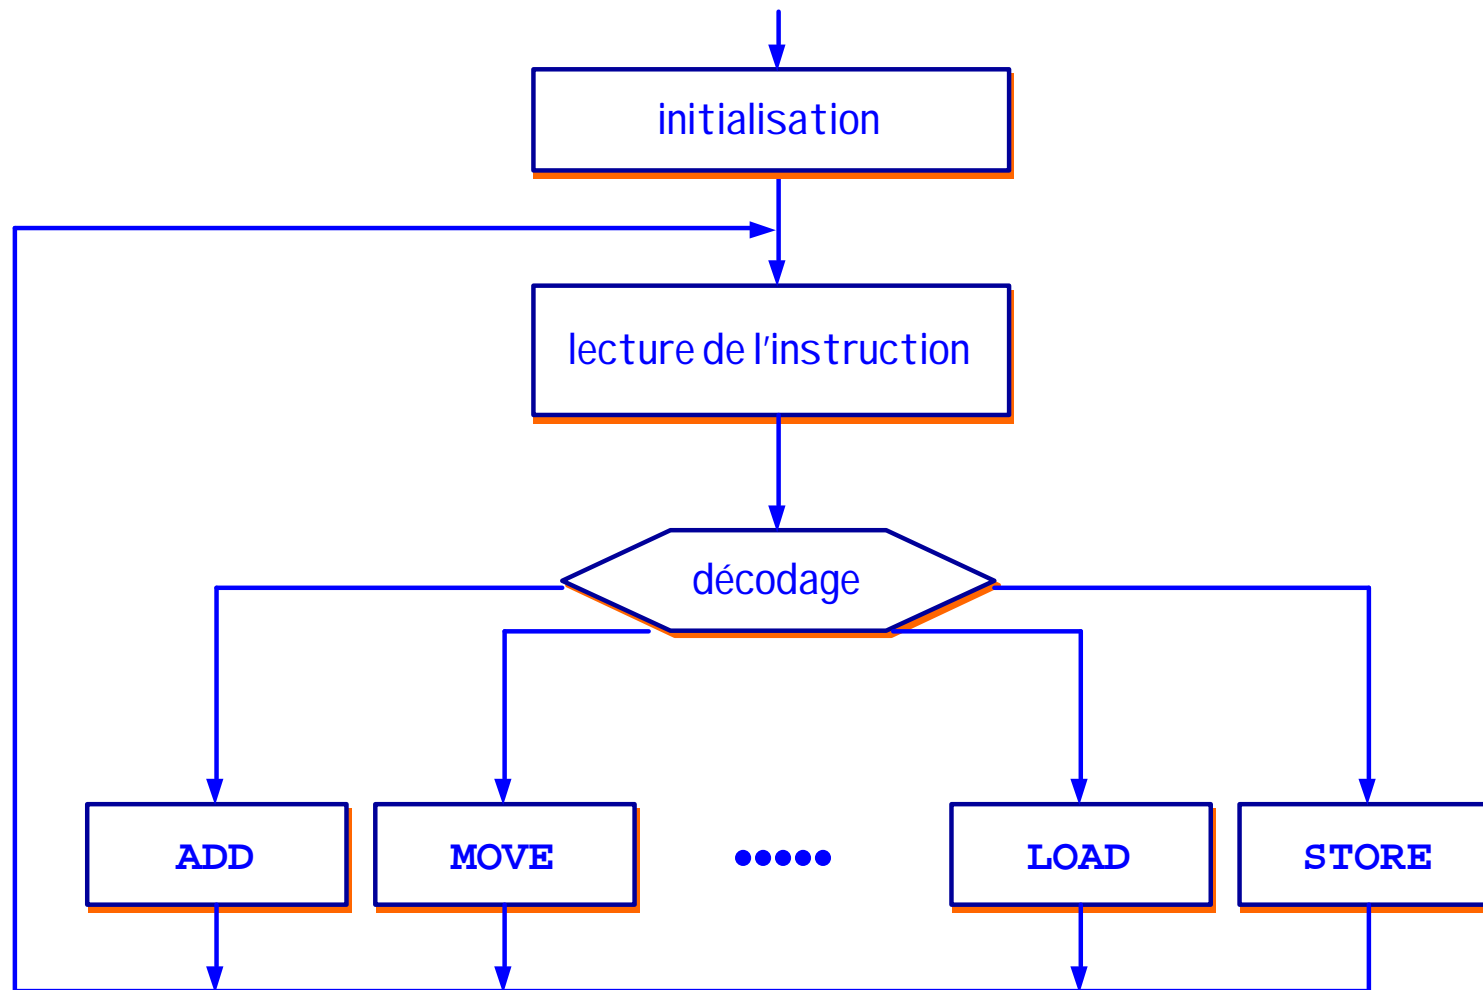 initialisation
lecture de l'instruction
décodage
ADD
MOVE
LOAD
STORE